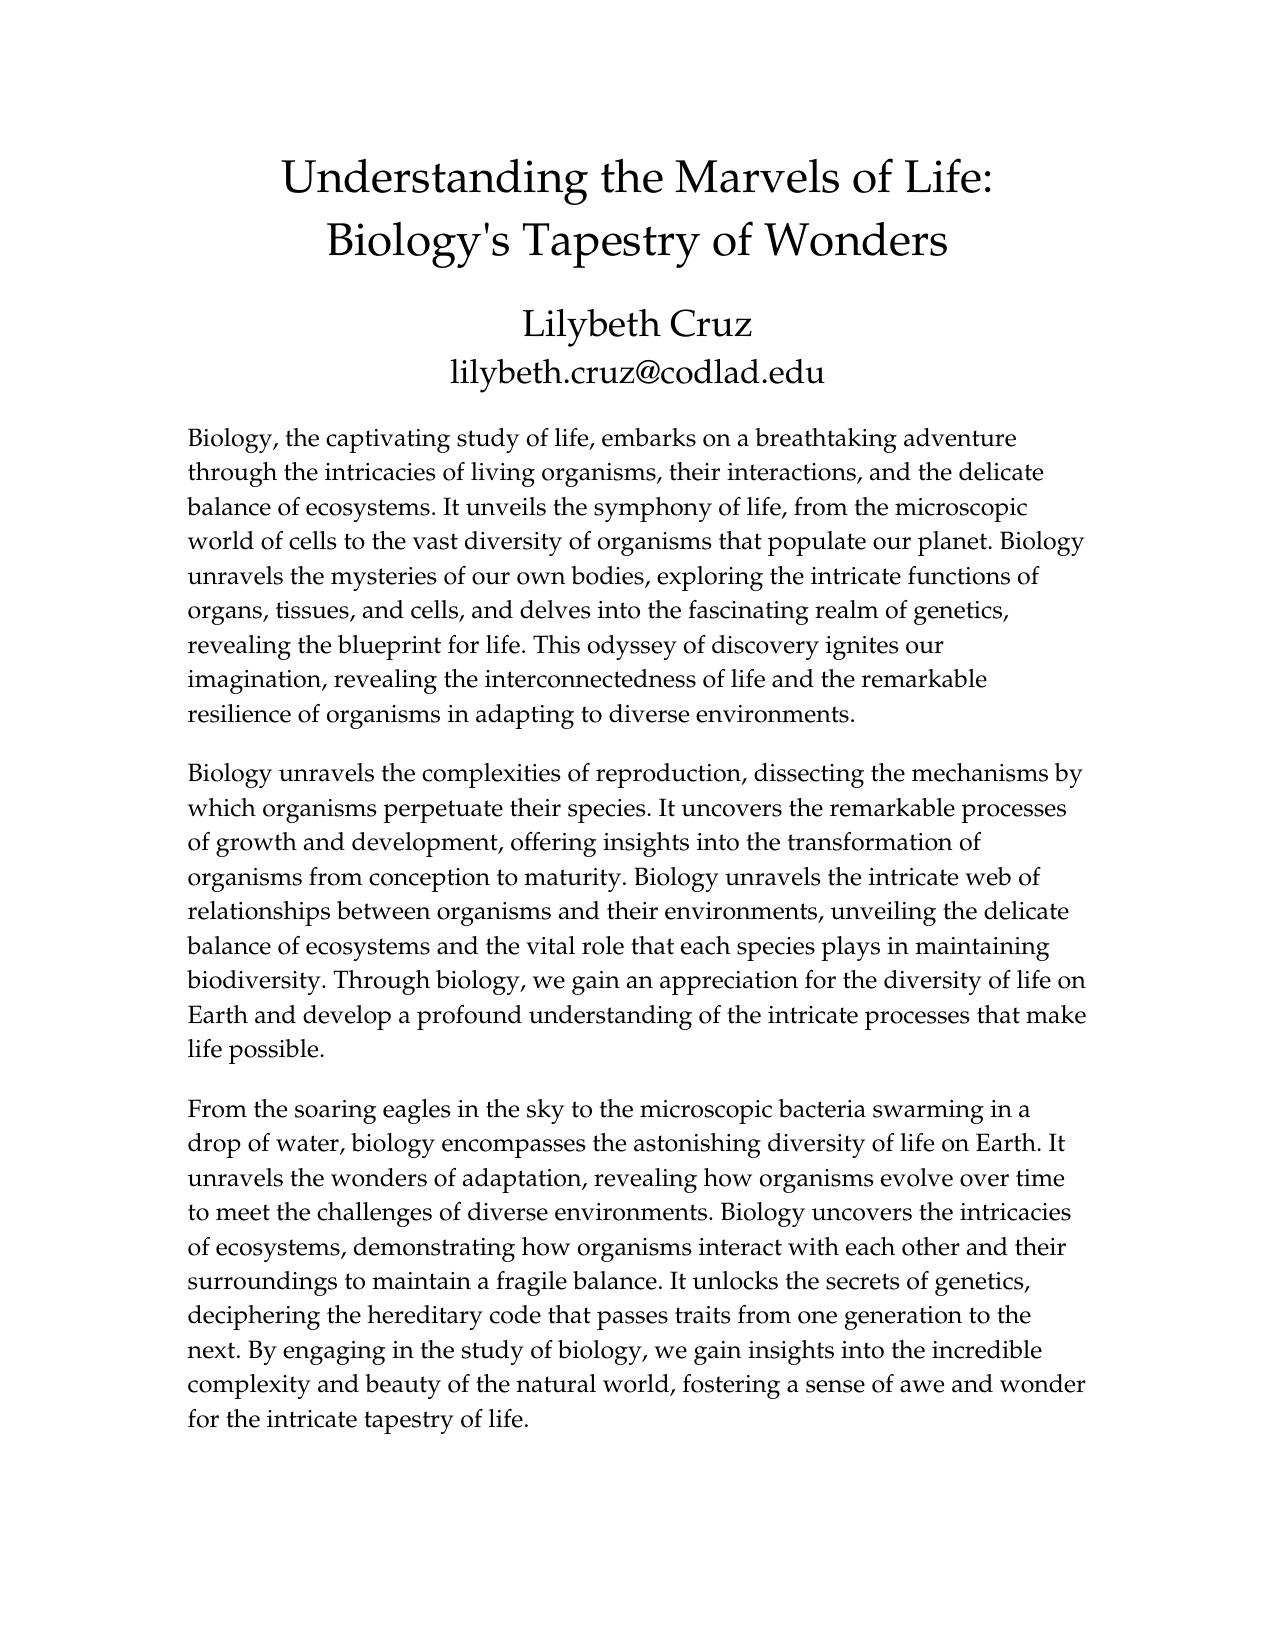 Understanding the Marvels of Life:
Biology's Tapestry of Wonders
Lilybeth Cruz
lilybeth.cruz@codlad.edu
Biology, the captivating study of life, embarks on a breathtaking adventure
through the intricacies of living organisms, their interactions, and the delicate
balance of ecosystems. It unveils the symphony of life, from the microscopic
world of cells to the vast diversity of organisms that populate our planet. Biology
unravels the mysteries of our own bodies, exploring the intricate functions of
organs, tissues, and cells, and delves into the fascinating realm of genetics,
revealing the blueprint for life. This odyssey of discovery ignites our
imagination, revealing the interconnectedness of life and the remarkable
resilience of organisms in adapting to diverse environments.
Biology unravels the complexities of reproduction, dissecting the mechanisms by
which organisms perpetuate their species. It uncovers the remarkable processes
of growth and development, offering insights into the transformation of
organisms from conception to maturity. Biology unravels the intricate web of
relationships between organisms and their environments, unveiling the delicate
balance of ecosystems and the vital role that each species plays in maintaining
biodiversity. Through biology, we gain an appreciation for the diversity of life on
Earth and develop a profound understanding of the intricate processes that make
life possible.
From the soaring eagles in the sky to the microscopic bacteria swarming in a
drop of water, biology encompasses the astonishing diversity of life on Earth. It
unravels the wonders of adaptation, revealing how organisms evolve over time
to meet the challenges of diverse environments. Biology uncovers the intricacies
of ecosystems, demonstrating how organisms interact with each other and their
surroundings to maintain a fragile balance. It unlocks the secrets of genetics,
deciphering the hereditary code that passes traits from one generation to the
next. By engaging in the study of biology, we gain insights into the incredible
complexity and beauty of the natural world, fostering a sense of awe and wonder
for the intricate tapestry of life.